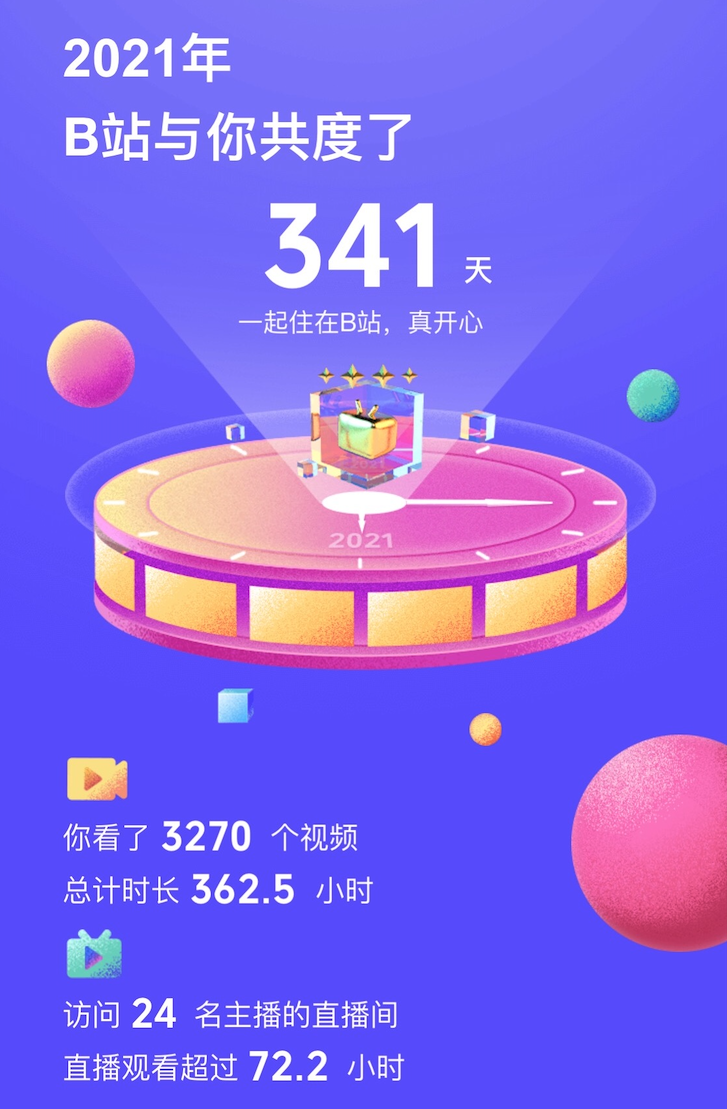 2021年
B站与你共度了
341 天
一起住在B站，真开心
2021
2021
你看了 3270 个视频
总计时长 362.5 小时
访问 24 名主播的直播间
直播观看超过 72.2 小时